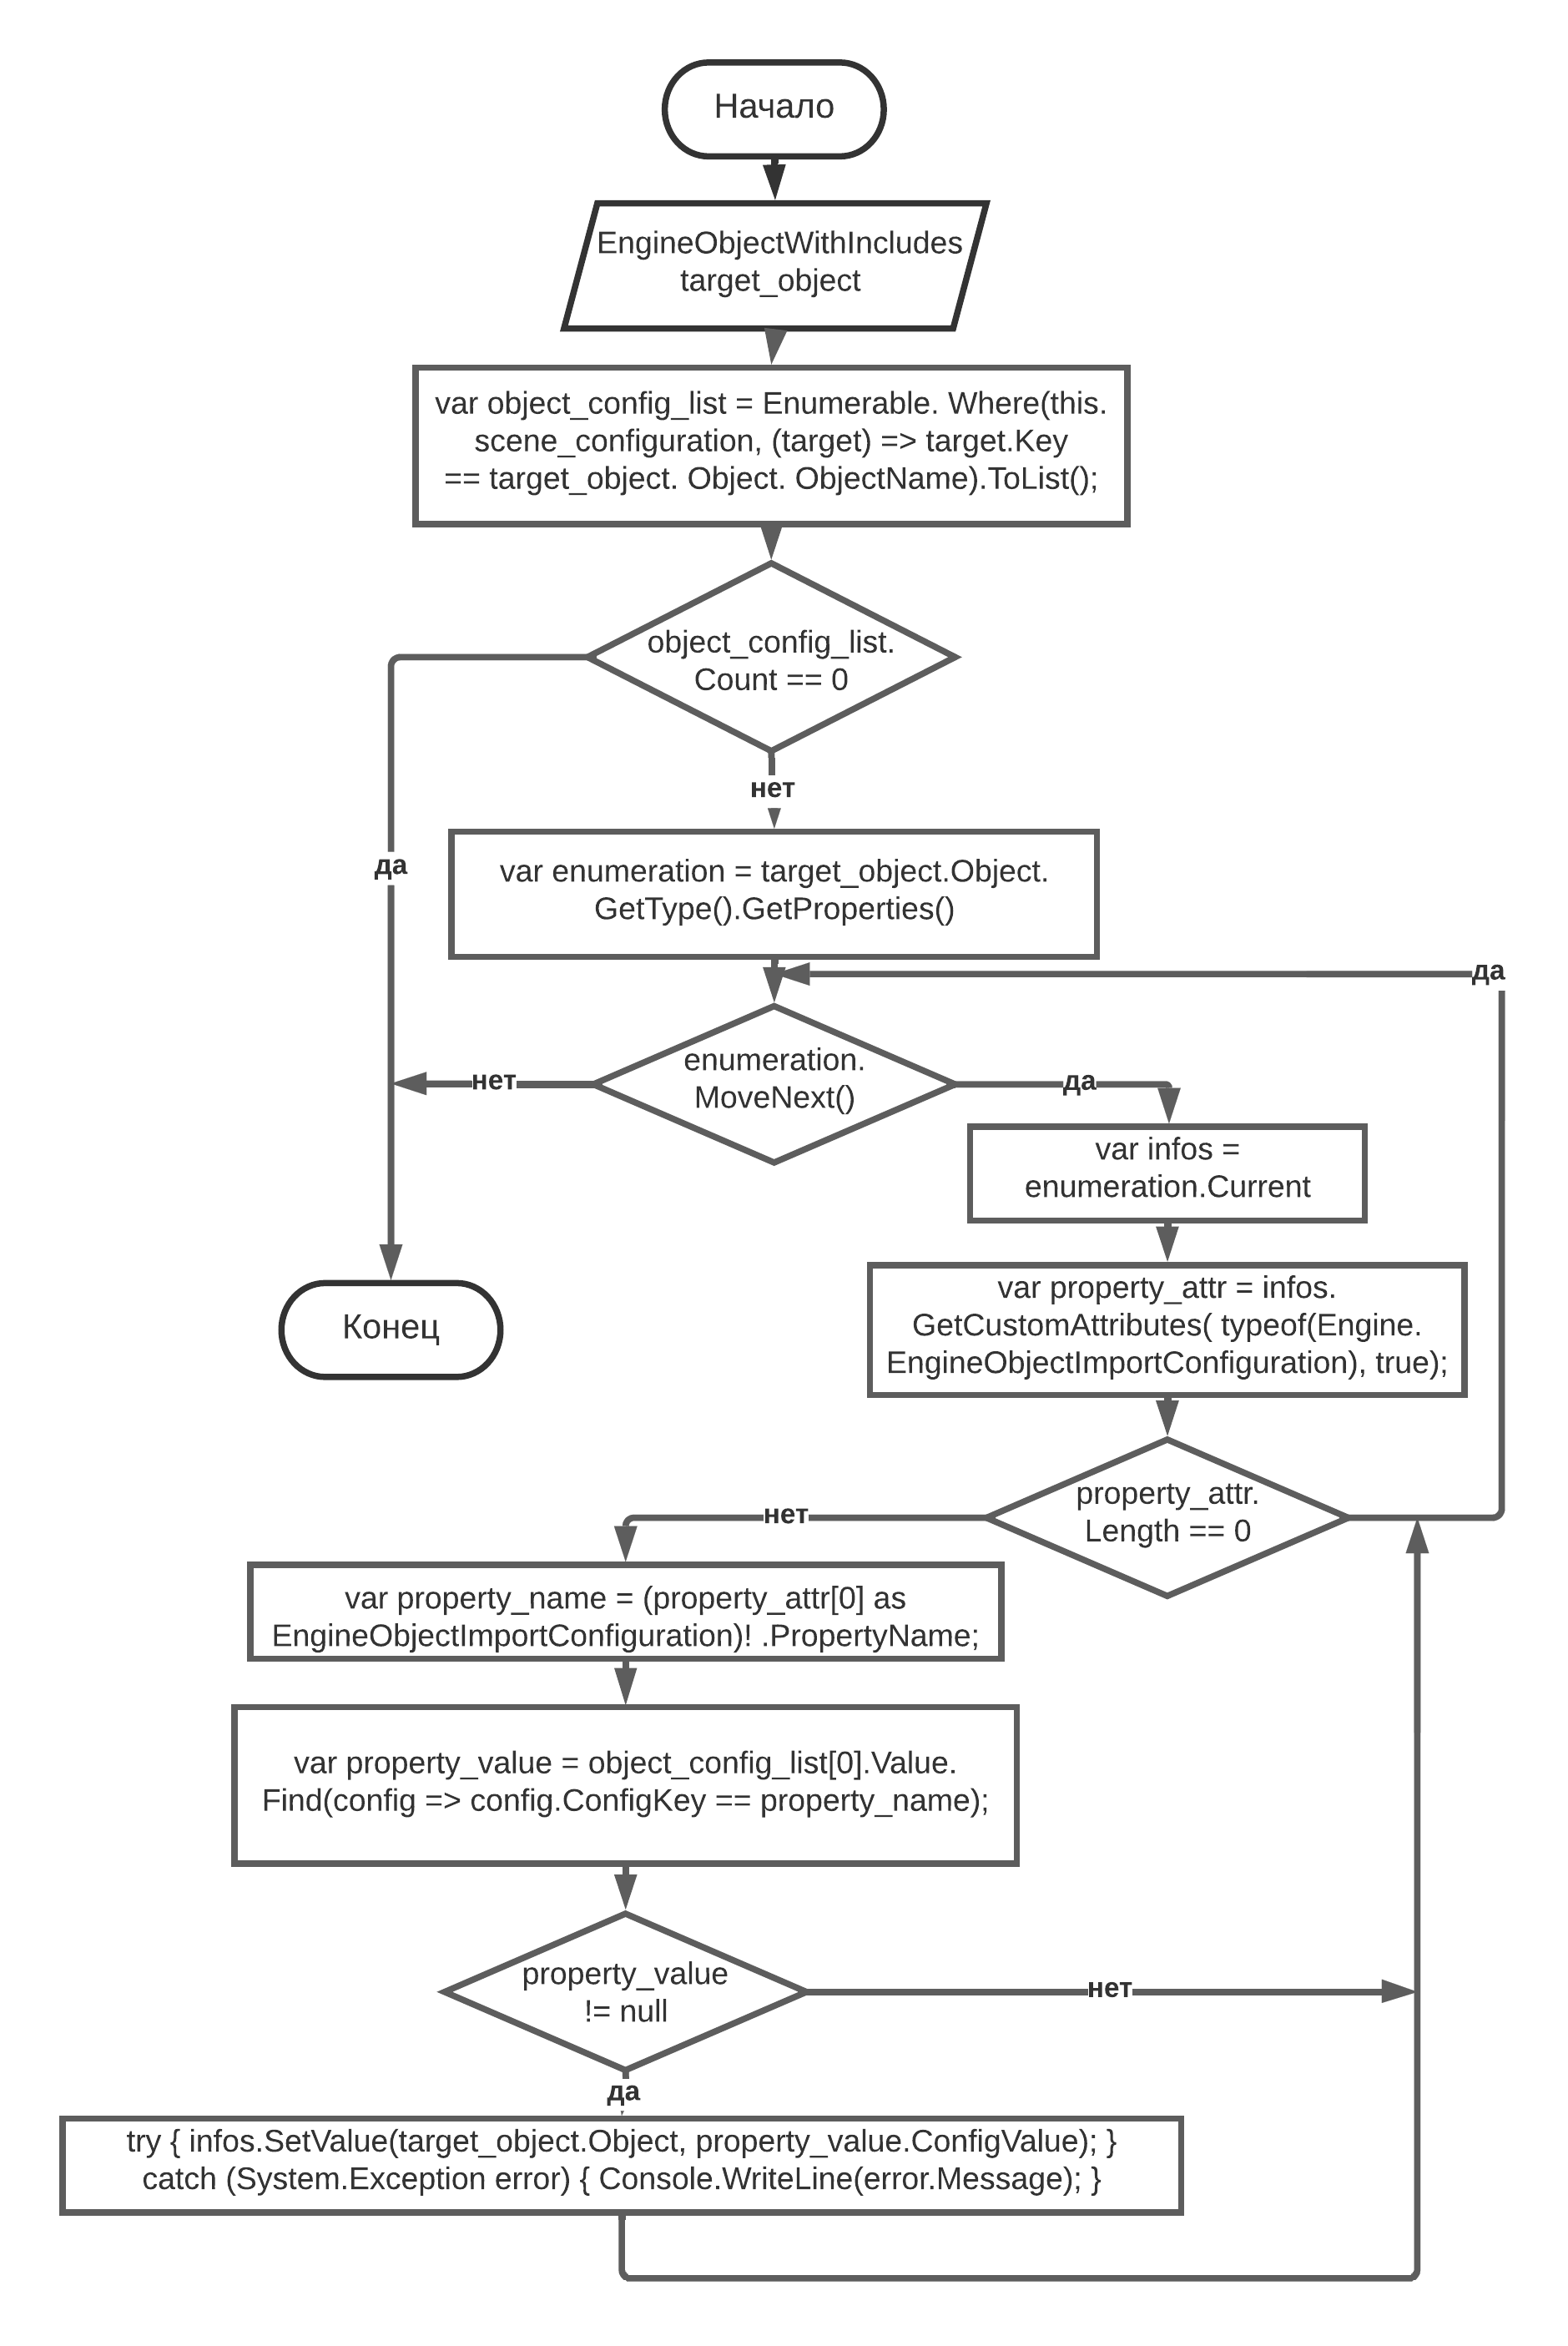 Начало
EngineObjectWithIncludes
target_object
var object_config_list = Enumerable. Where(this.
scene_configuration, (target) => target.Key
== target_object. Object. ObjectName).ToList();
object_config_list.
Count == 0
нет
да
var enumeration = target_object.Object.
GetType().GetProperties()
да
enumeration.
MoveNext()
нет
да
var infos =
enumeration.Current
var property_attr = infos.
GetCustomAttributes( typeof(Engine.
EngineObjectImportConfiguration), true);
Конец
property_attr.
Length == 0
нет
var property_name = (property_attr[0] as
EngineObjectImportConfiguration)! .PropertyName;
var property_value = object_config_list[0].Value.
Find(config => config.ConfigKey == property_name);
property_value
!= null
нет
да
try { infos.SetValue(target_object.Object, property_value.ConfigValue); }
catch (System.Exception error) { Console.WriteLine(error.Message); }